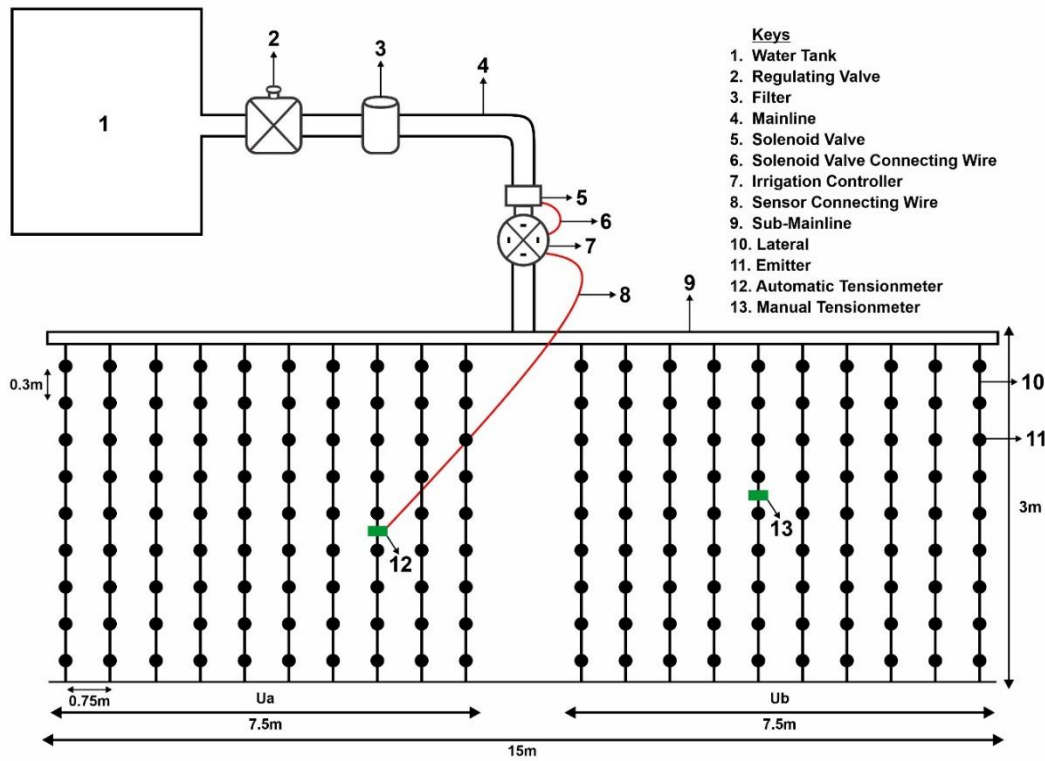 1
2
3
4
5
6
7
8
9
10
11
12
13
Keys
1. Water Tank
2. Regulating Valve
3. Filter
4. Mainline
5. Solenoid Valve
6. Solenoid Valve Connecting Wire
7. Irrigation Controller
8. Sensor Connecting Wire
9. Sub-Mainline
10. Lateral
11. Emitter
12. Automatic Tensionmeter
13. Manual Tensionmeter
0.3m
3m
0.75m
Ua
Ub
7.5m
7.5m
15m